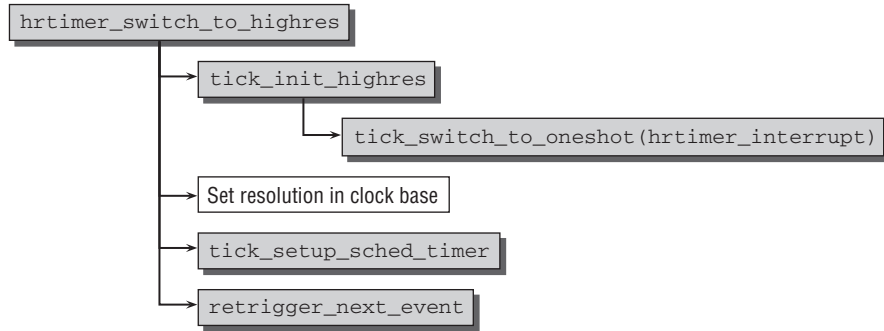 hrtimer_switch_to_highres
tick_init_highres
tick_switch_to_oneshot(hrtimer_interrupt)
Set resolution in clock base
tick_setup_sched_timer
retrigger_next_event